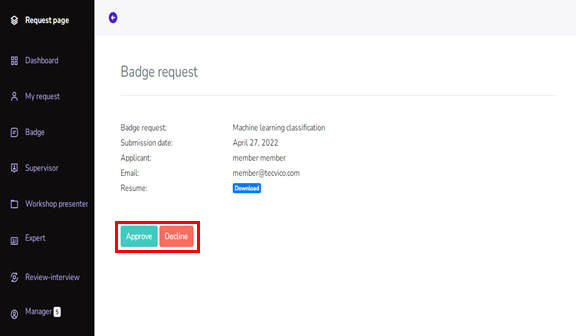 Request page
Dashboard
My request
Badge
Supervisor
Workshop presenter
Expert
Review-interview
Manager 5
Badge request
Badge request: Machine learning classification
Submission date: April 27, 2022
Applicant: member member
Email: member@tecvico.com
Resume: Download
Approve Decline